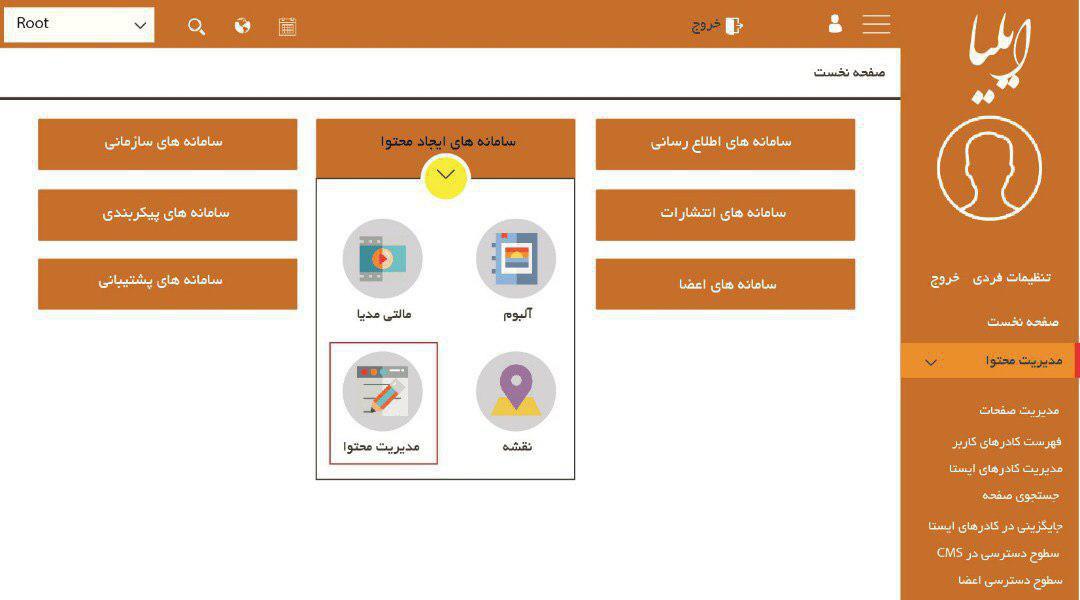 ایلیا
خروج
Root
صفحه نخست
سامانه های اطلاع رسانی
سامانه های ایجاد محتوا
سامانه های سازمانی
سامانه های انتشارات
سامانه های پیکربندی
سامانه های اعضا
سامانه های پشتیبانی
آلبوم
مالتی مدیا
نقشه
مدیریت محتوا
تنظیمات فردی خروج
صفحه نخست
مدیریت محتوا
مدیریت صفحات
فهرست کادرهای کاربر
مدیریت کادرهای ایستا
جستجوی صفحه
جایگزینی در کادرهای ایستا
سطوح دسترسی در CMS
سطوح دسترسی اعضا